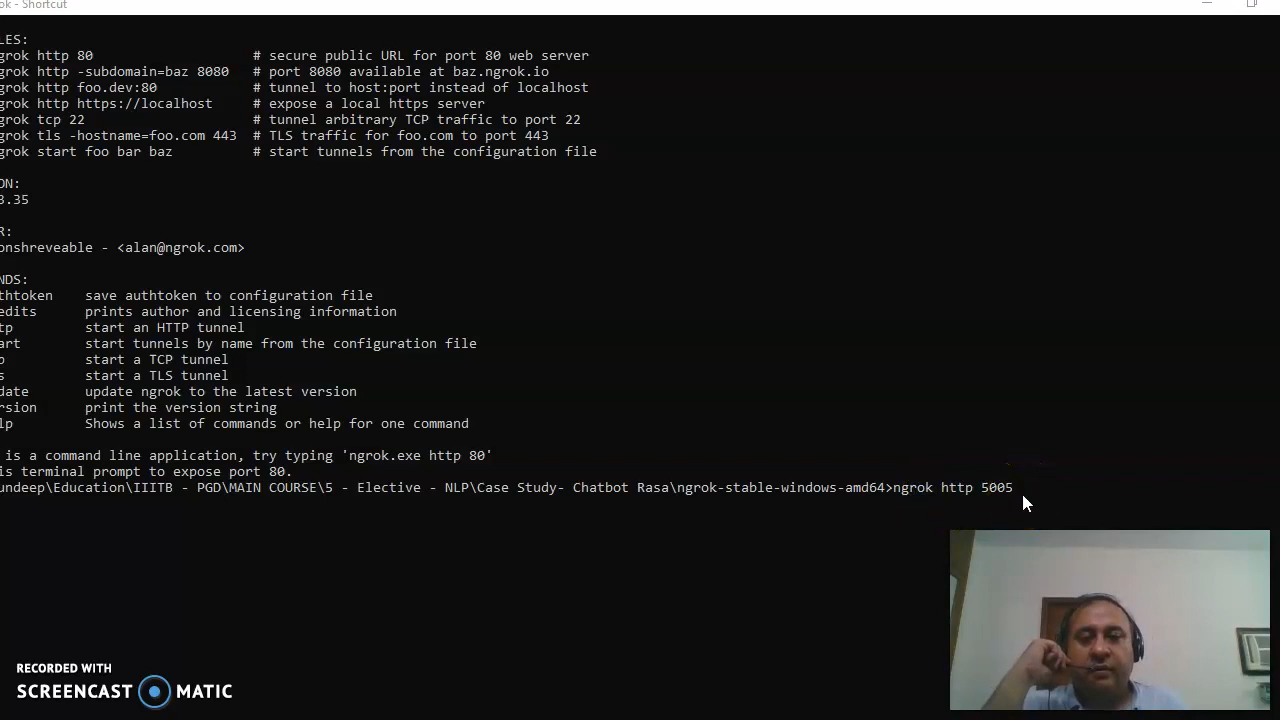 ok - Shortcut
LES:
grok http 80 # secure public URL for port 80 web server
grok http -subdomain=baz 8080 # port 8080 available at baz.ngrok.io
grok http foo.dev:80 # tunnel to host:port instead of localhost
grok http https://localhost # expose a local https server
grok tcp 22 # tunnel arbitrary TCP traffic to port 22
grok tls -hostname=foo.com 443 # TLS traffic for foo.com to port 443
grok start foo bar baz # start tunnels from the configuration file
ON:
3.35
R:
onshreveable - <alan@ngrok.com>
NDS:
thtoken save authtoken to configuration file
edits prints author and licensing information
tp start an HTTP tunnel
art start tunnels by name from the configuration file
p start a TCP tunnel
s start a TLS tunnel
date update ngrok to the latest version
rsion print the version string
lp Shows a list of commands or help for one command
is a command line application, try typing 'ngrok.exe http 80'
is terminal prompt to expose port 80.
undeep\Education\IIITB - PGD\MAIN COURSE\5 - Elective - NLP\Case Study- Chatbot Rasa\ngrok-stable-windows-amd64>ngrok http 5005
RECORDED WITH
SCREENCAST MATIC